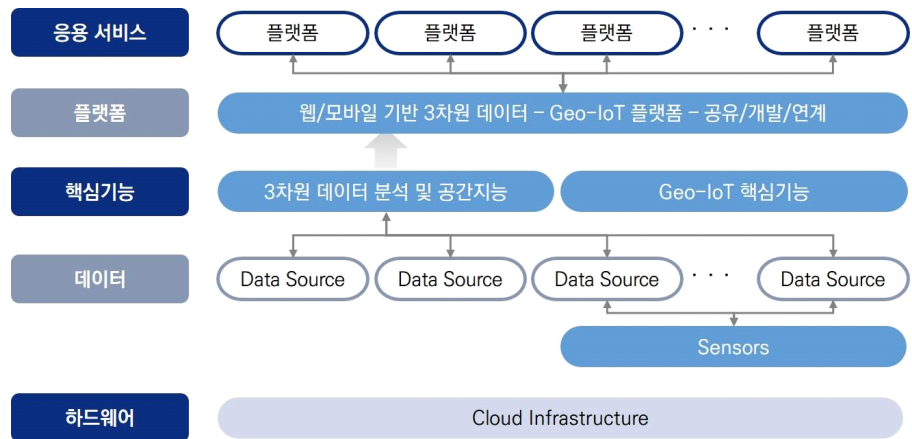 응용 서비스
플랫폼 플랫폼 플랫폼 · · · 플랫폼
플랫폼
웹/모바일 기반 3차원 데이터 – Geo-IoT 플랫폼 – 공유/개발/연계
핵심기능
3차원 데이터 분석 및 공간지능 Geo-IoT 핵심기능
데이터
Data Source Data Source Data Source · · · Data Source
Sensors
하드웨어
Cloud Infrastructure